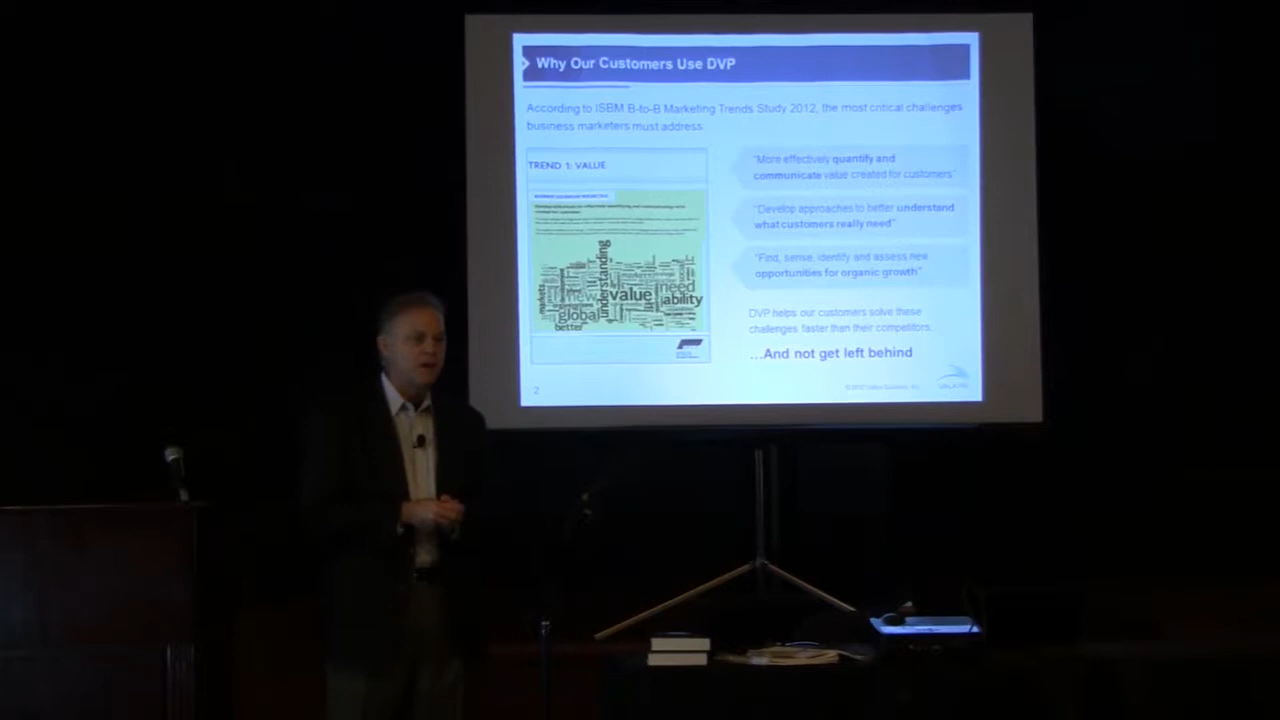 Why Our Customers Use DVP
According to ISBM B-to-B Marketing Trends Study 2012, the most critical challenges
business marketers must address
TREND 1: VALUE
"More effectively quantify and
communicate value created for customers"
"Develop approaches to better understand
what customers really need"
"Find, sense, identify and assess new
opportunities for organic growth"
markets
new
understanding
value
need
ability
global
better
DVP helps our customers solve these
challenges faster than their competitors.
...And not get left behind
2